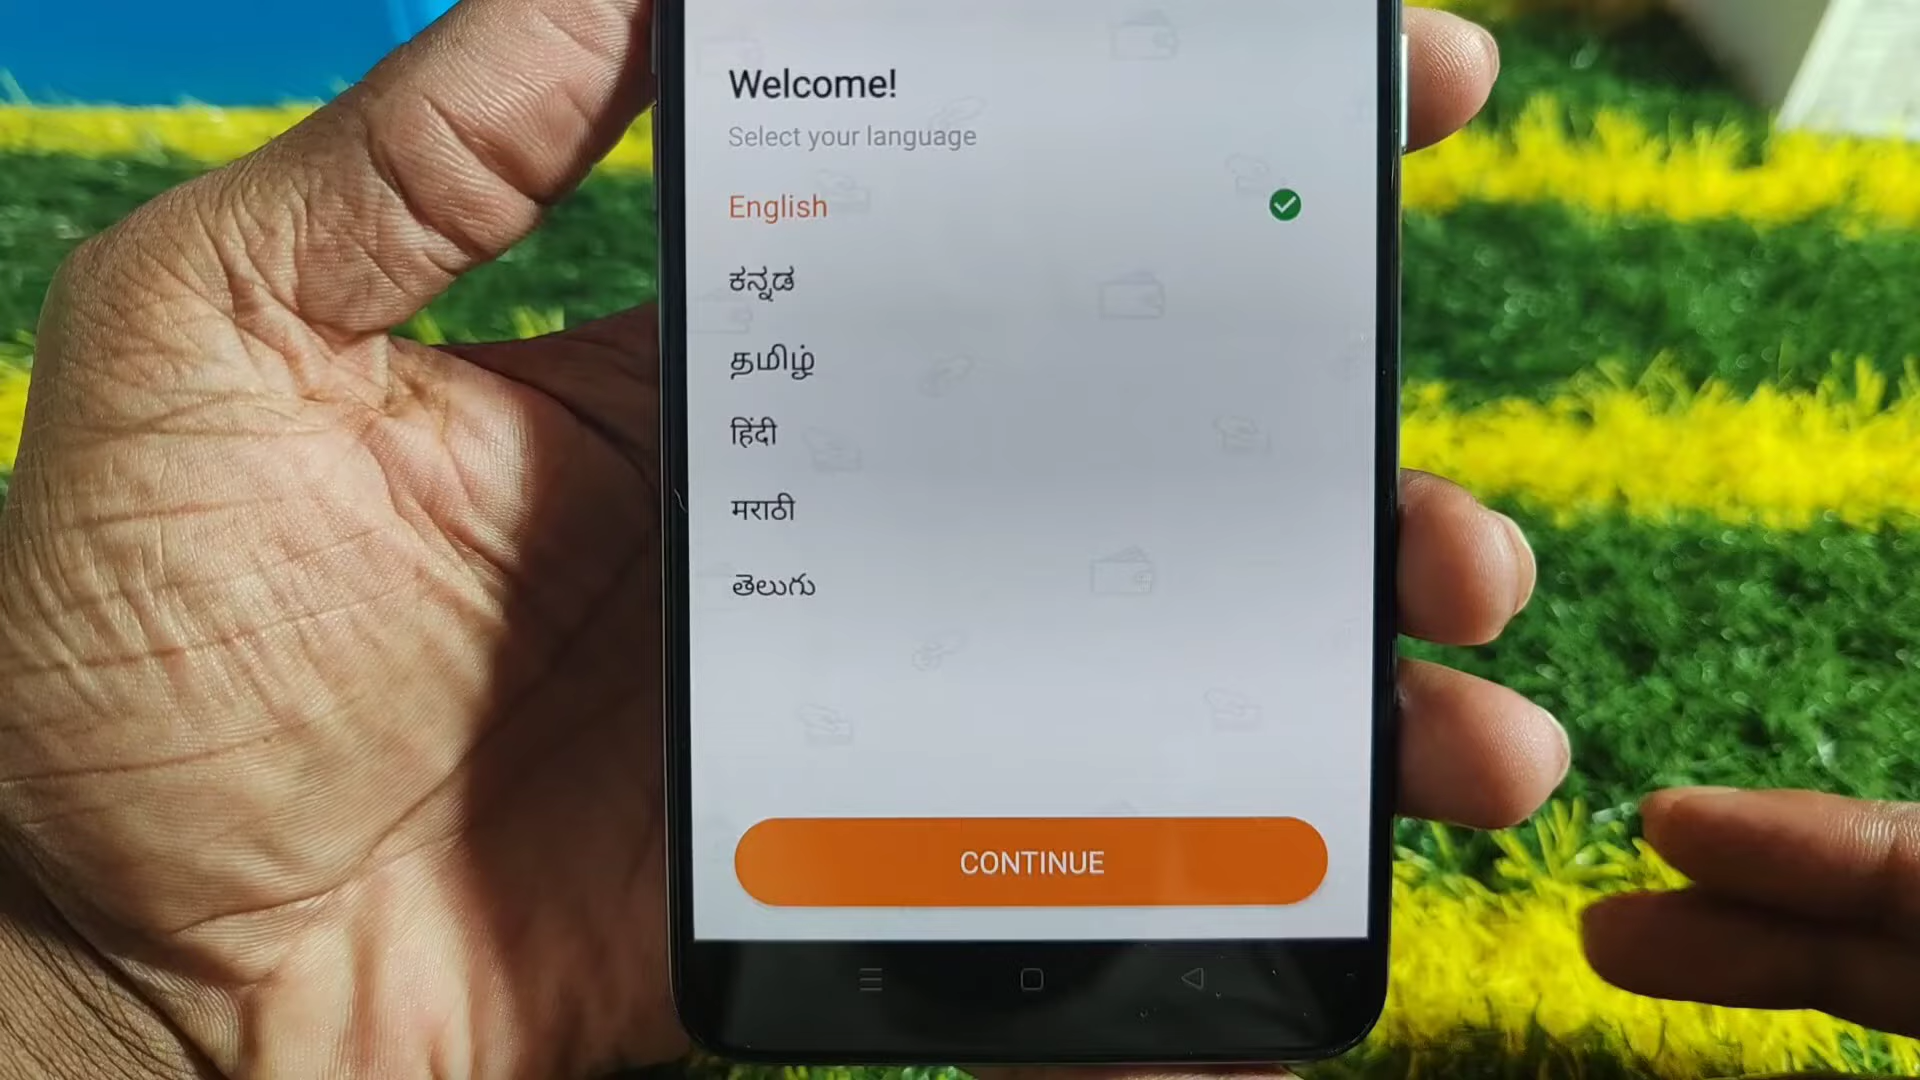 Welcome!
Select your language
English
ಕನ್ನಡ
தமிழ்
हिंदी
मराठी
తెలుగు
CONTINUE